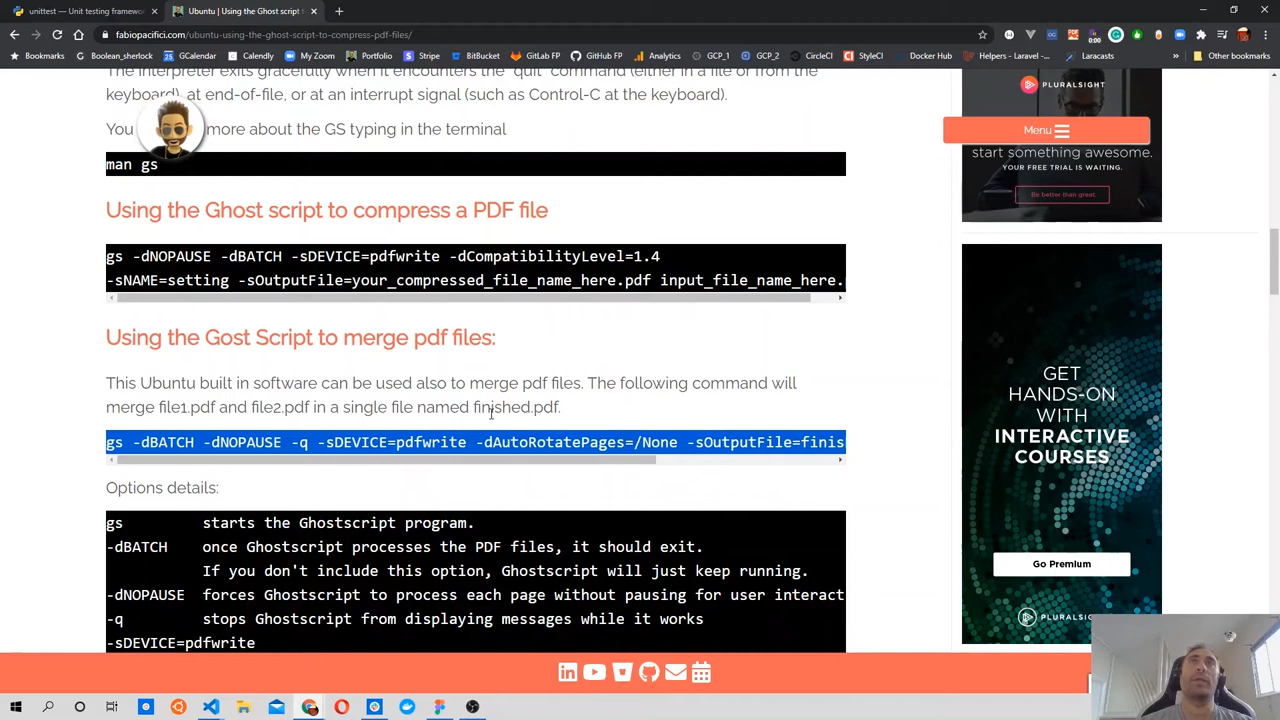 unittest — Unit testing framework
Ubuntu | Using the Ghost script t
fabiopacifici.com/ubuntu-using-the-ghost-script-to-compress-pdf-files/
0:00
Bookmarks
Boolean_sherlock
GCalendar
Calendly
My Zoom
Portfolio
Stripe
BitBucket
GitLab FP
GitHub FP
Analytics
GCP_1
GCP_2
CircleCI
StyleCI
Docker Hub
Helpers - Laravel -...
Laracasts
Other bookmarks
The interpreter exits gracefully when it encounters the "quit" command (either in a file or from the
keyboard), at end-of-file, or at an interrupt signal (such as Control-C at the keyboard).
You more about the GS typing in the terminal
man gs
Using the Ghost script to compress a PDF file
gs -dNOPAUSE -dBATCH -sDEVICE=pdfwrite -dCompatibilityLevel=1.4
-sNAME=setting -sOutputFile=your_compressed_file_name_here.pdf input_file_name_here.
Using the Gost Script to merge pdf files:
This Ubuntu built in software can be used also to merge pdf files. The following command will
merge file1.pdf and file2.pdf in a single file named finished.pdf.
gs -dBATCH -dNOPAUSE -q -sDEVICE=pdfwrite -dAutoRotatePages=/None -sOutputFile=finis
Options details:
gs starts the Ghostscript program.
-dBATCH once Ghostscript processes the PDF files, it should exit.
If you don't include this option, Ghostscript will just keep running.
-dNOPAUSE forces Ghostscript to process each page without pausing for user interact
-q stops Ghostscript from displaying messages while it works
-sDEVICE=pdfwrite
PLURALSIGHT
Menu
start something awesome.
YOUR FREE TRIAL IS WAITING.
Be better than great.
GET
HANDS-ON
WITH
INTERACTIVE
COURSES
Go Premium
PLURALSIG